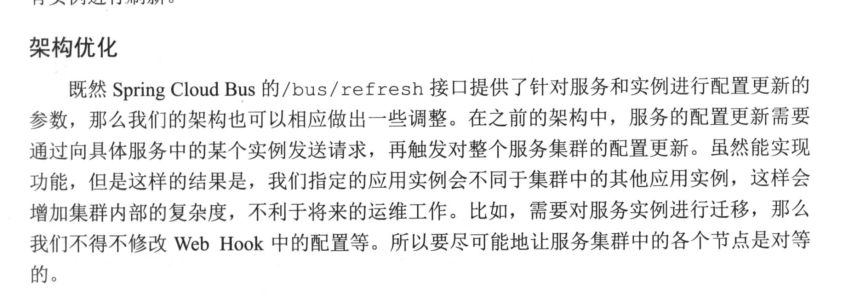 有实例进行刷新。
架构优化
既然 Spring Cloud Bus 的/bus/refresh 接口提供了针对服务和实例进行配置更新的
参数，那么我们的架构也可以相应做出一些调整。在之前的架构中，服务的配置更新需要
通过向具体服务中的某个实例发送请求，再触发对整个服务集群的配置更新。虽然能实现
功能，但是这样的结果是，我们指定的应用实例会不同于集群中的其他应用实例，这样会
增加集群内部的复杂度，不利于将来的运维工作。比如，需要对服务实例进行迁移，那么
我们不得不修改 Web Hook 中的配置等。所以要尽可能地让服务集群中的各个节点是对等
的。